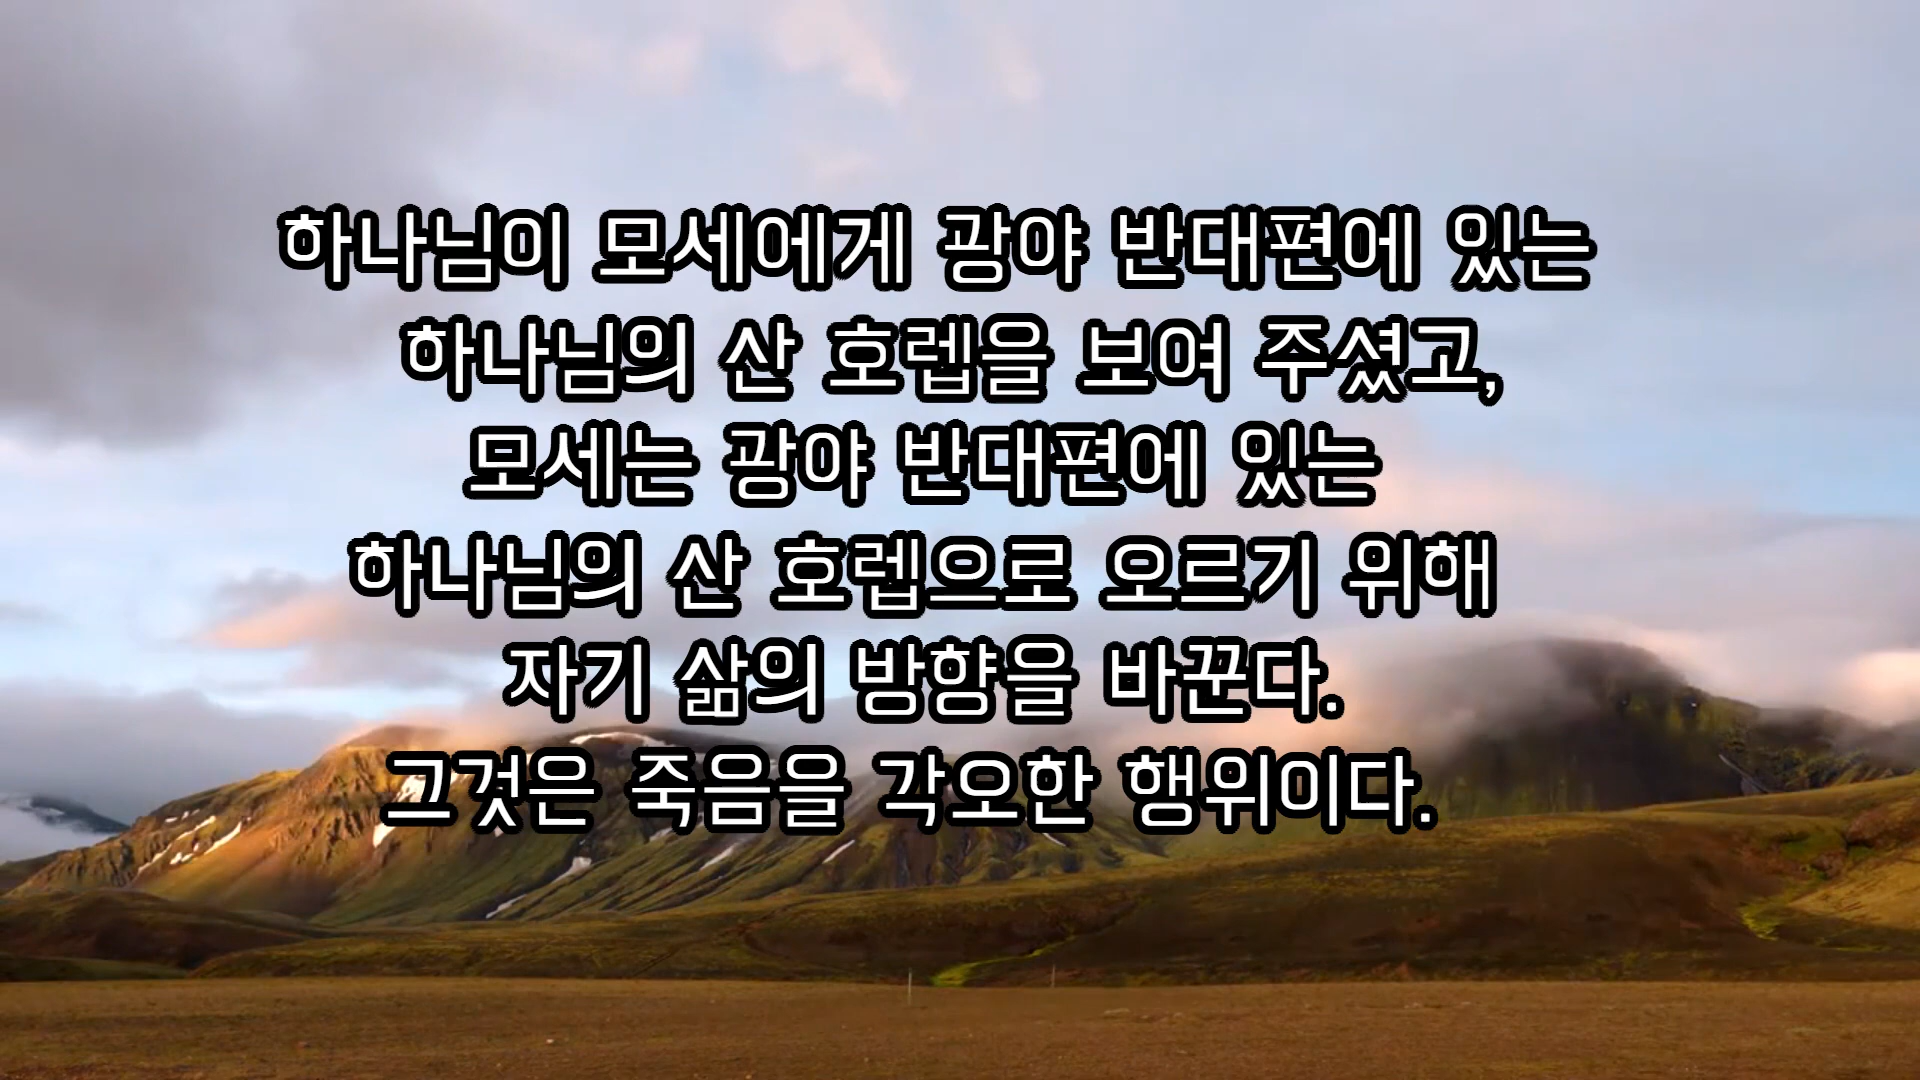 하나님이 모세에게 광야 반대편에 있는
하나님의 산 호렙을 보여 주셨고,
모세는 광야 반대편에 있는
하나님의 산 호렙으로 오르기 위해
자기 삶의 방향을 바꾼다.
그것은 죽음을 각오한 행위이다.